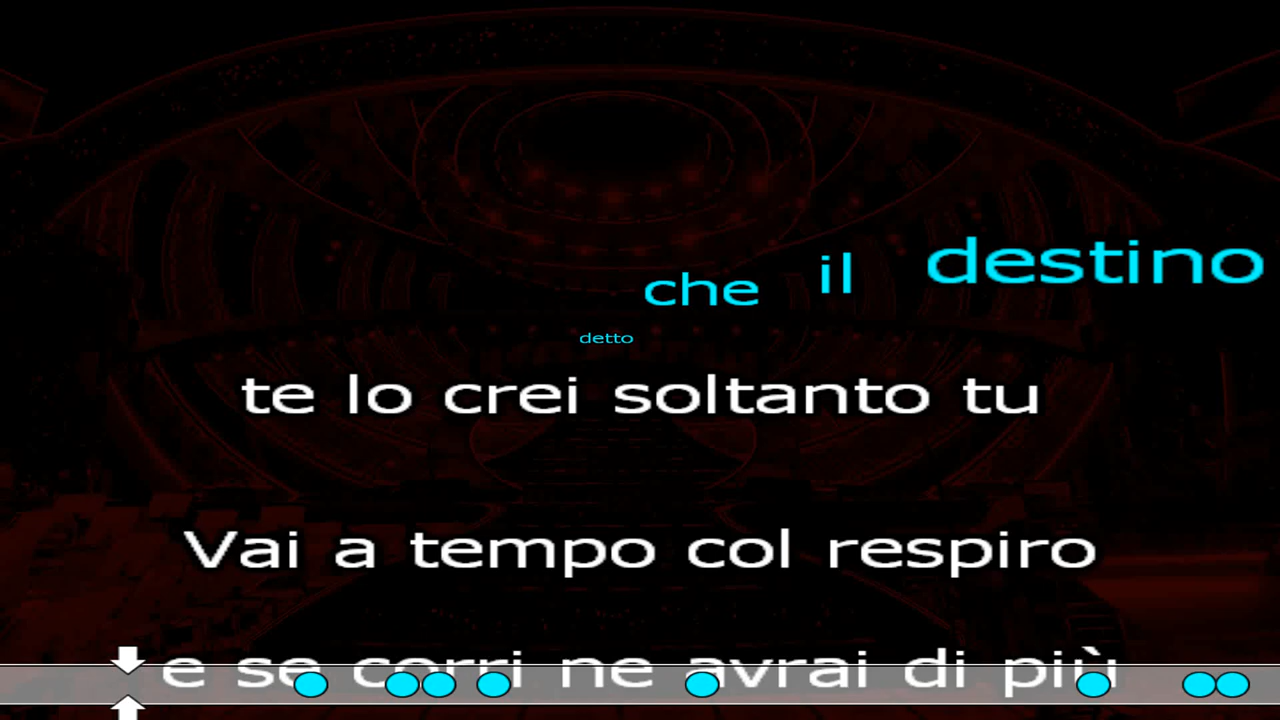 detto che il destino
te lo crei soltanto tu
Vai a tempo col respiro
e se corri ne avrai di più